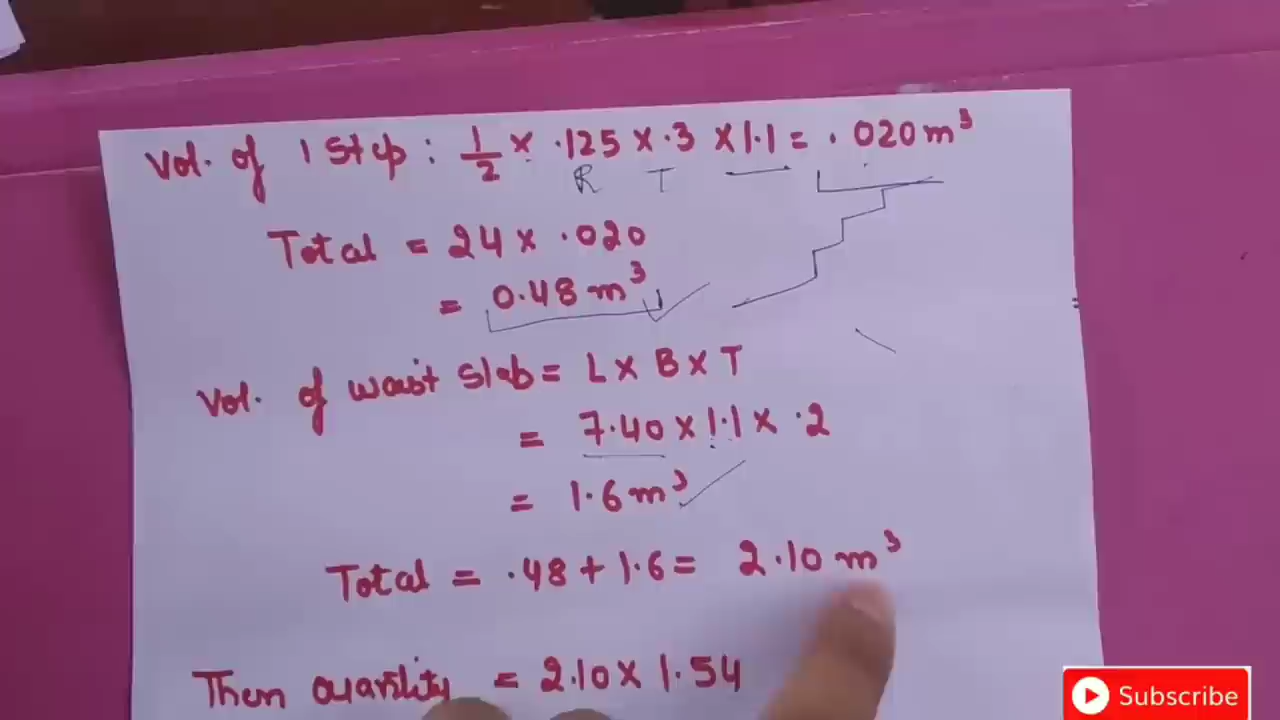 Vol. of 1 Step : 1/2 × .125 × .3 × 1.1 = .020 m³
R T
Total = 24 × .020
= 0.48 m³
Vol. of waist Slab = L × B × T
= 7.40 × 1.1 × .2
= 1.6 m³
Total = .48 + 1.6 = 2.10 m³
Then quantity = 2.10 × 1.54
Subscribe